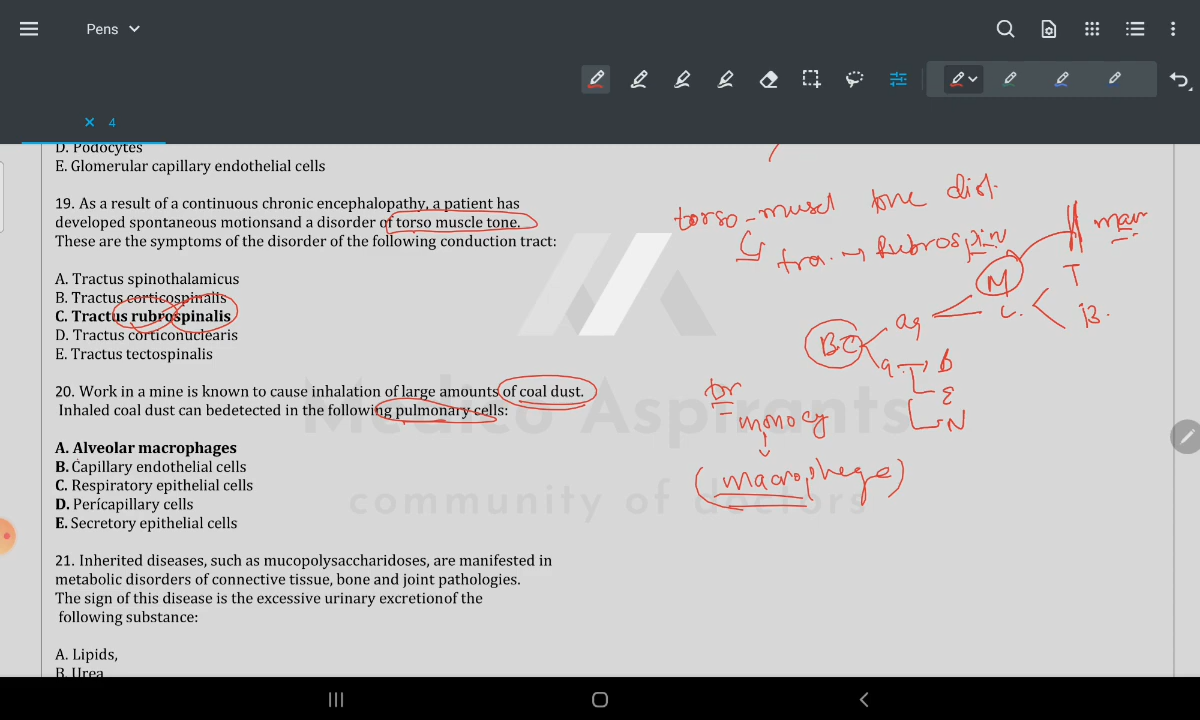 Pens
4
D. Podocytes
E. Glomerular capillary endothelial cells
19. As a result of a continuous chronic encephalopathy, a patient has
developed spontaneous motionsand a disorder of torso muscle tone.
These are the symptoms of the disorder of the following conduction tract:
A. Tractus spinothalamicus
B. Tractus corticospinalis
C. Tractus rubrospinalis
D. Tractus corticonuclearis
E. Tractus tectospinalis
20. Work in a mine is known to cause inhalation of large amounts of coal dust.
Inhaled coal dust can bedetected in the following pulmonary cells:
A. Alveolar macrophages
B. Capillary endothelial cells
C. Respiratory epithelial cells
D. Perícapillary cells
E. Secretory epithelial cells
21. Inherited diseases, such as mucopolysaccharidoses, are manifested in
metabolic disorders of connective tissue, bone and joint pathologies.
The sign of this disease is the excessive urinary excretionof the
following substance:
A. Lipids,
B. Urea
torso-muscl tone dist.
tra. Rubrospin
M
T
C.
B.
ag
BC
B
E
N
monocy
(macrophege)
Medico Aspirants
community of doctors